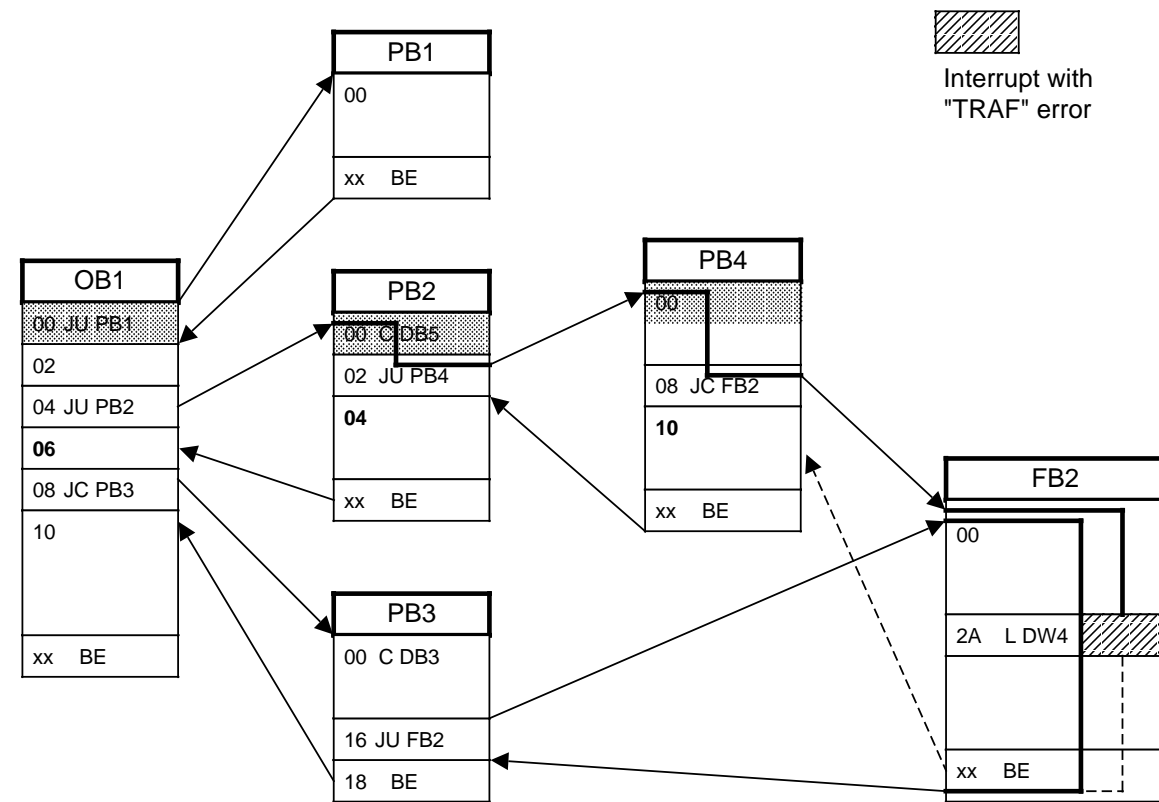 PB1
00
xx BE
Interrupt with
"TRAF" error
OB1
00 JU PB1
02
04 JU PB2
06
08 JC PB3
10
xx BE
PB2
00 C DB5
02 JU PB4
04
xx BE
PB4
00
08 JC FB2
10
xx BE
PB3
00 C DB3
16 JU FB2
18 BE
FB2
00
2A L DW4
xx BE